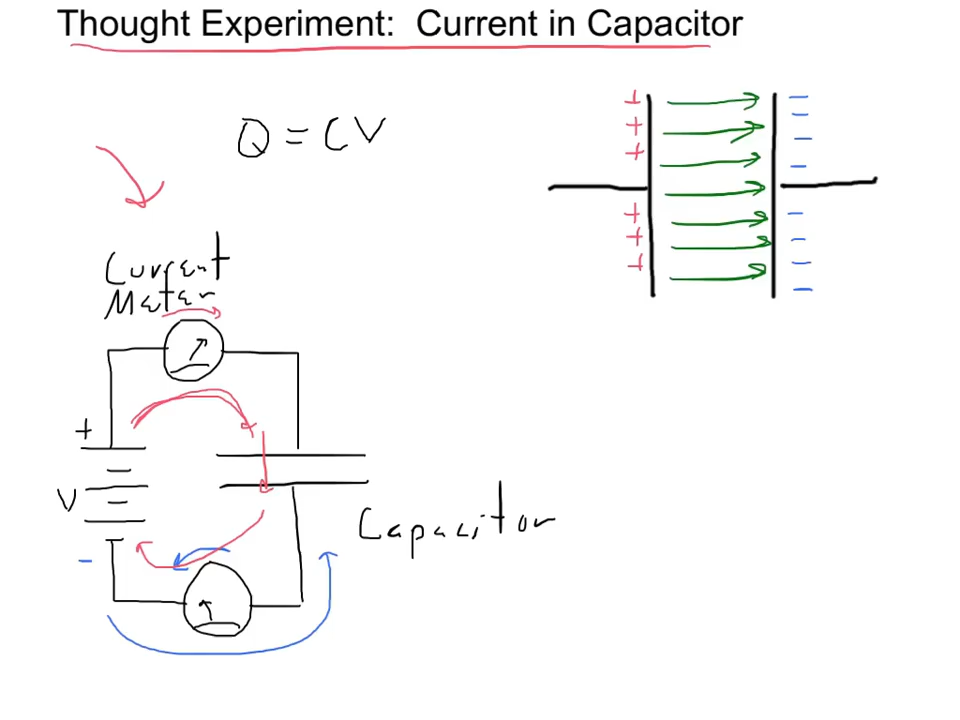 Thought Experiment: Current in Capacitor
Q = CV
Current
Meter
+
V
-
Capacitor
+ + + + + +
- - - - - - - -